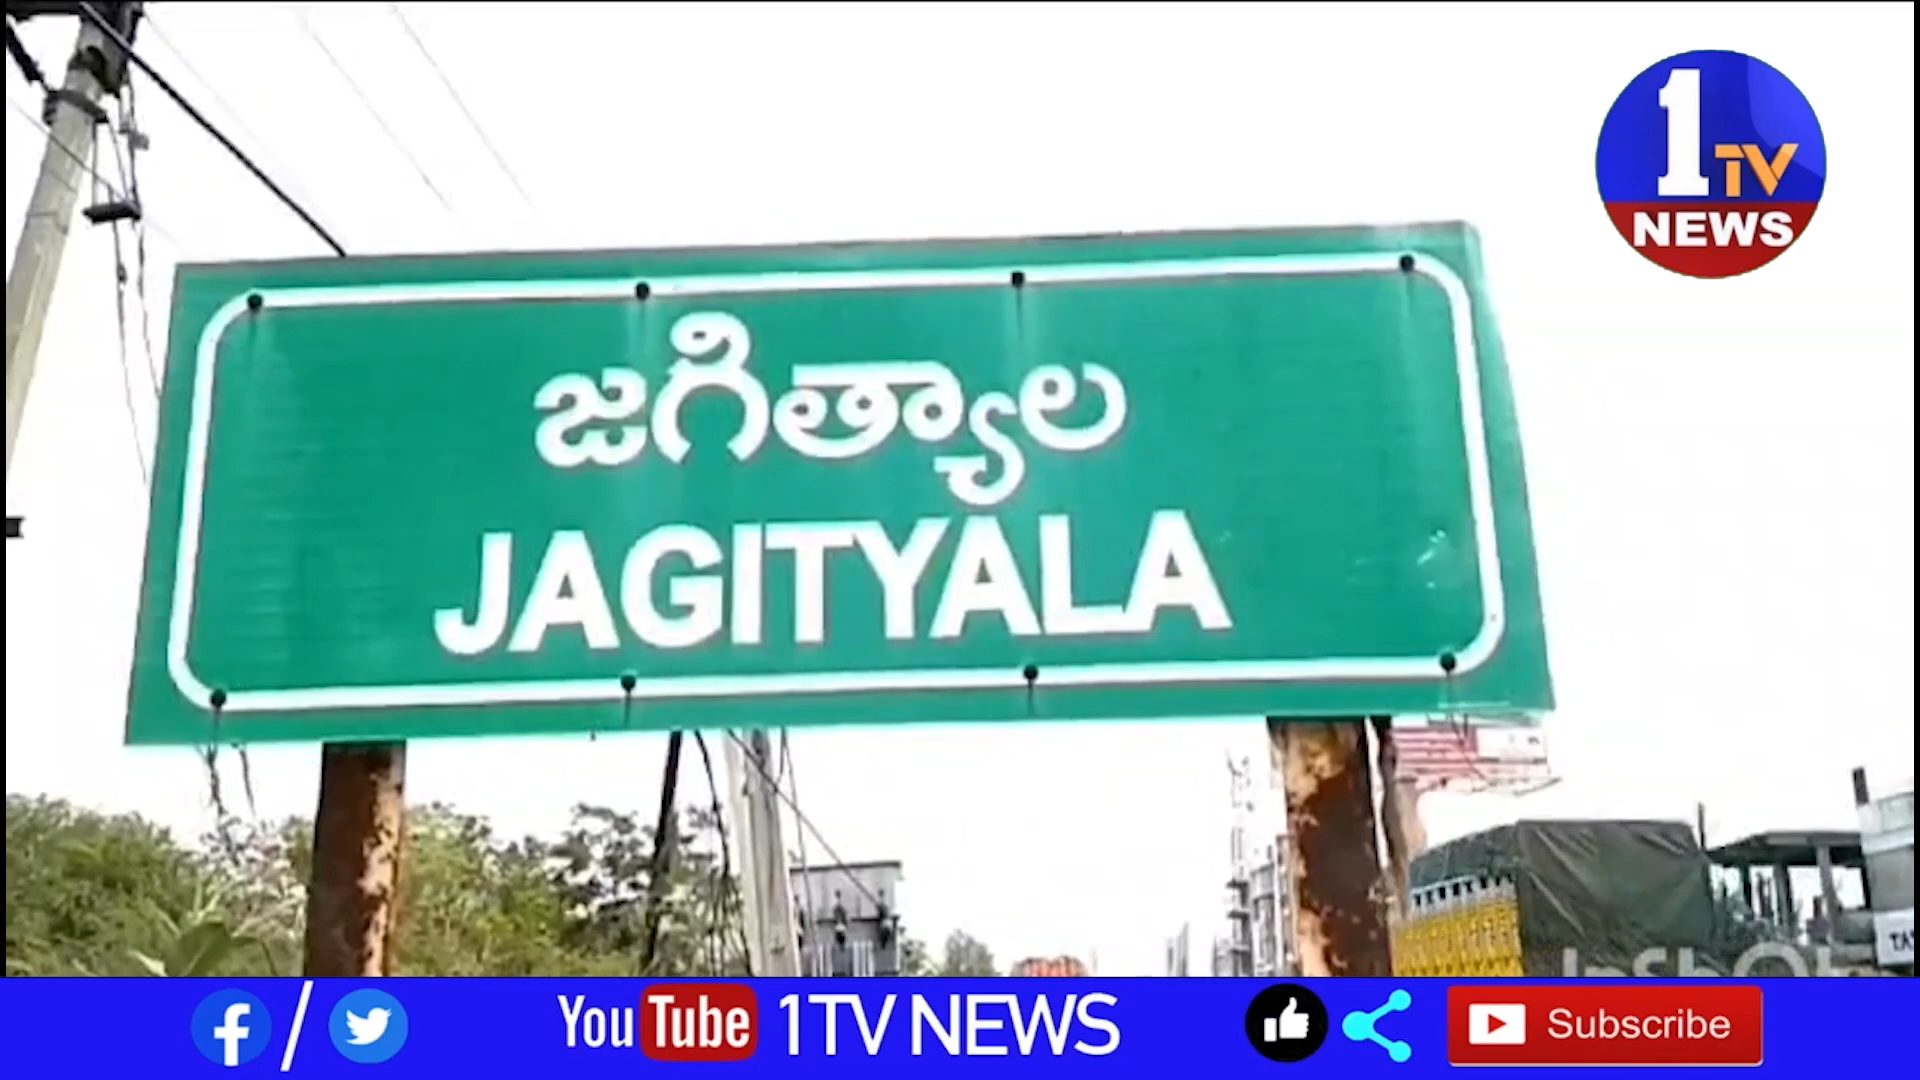 1
TV
NEWS
జగిత్యాల
JAGITYALA
You Tube 1TV NEWS
Subscribe